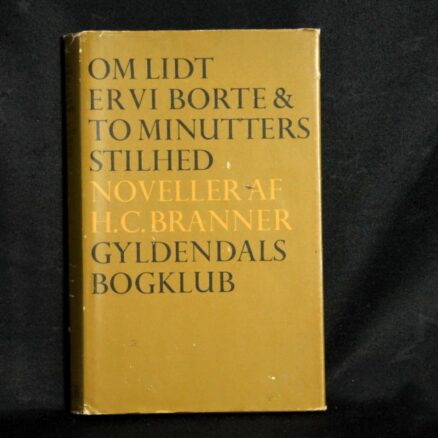 OM LIDT
ER VI BORTE &
TO MINUTTERS
STILHED
NOVELLER AF
H.C. BRANNER
GYLDENDALS
BOGKLUB